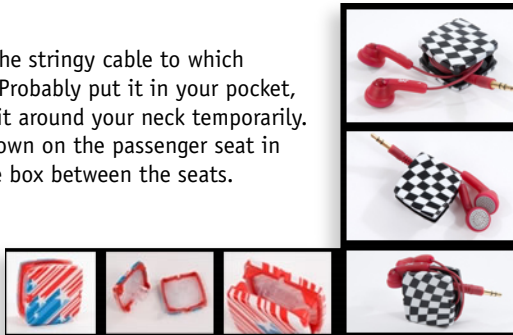 he stringy cable to which
Probably put it in your pocket,
it around your neck temporarily.
own on the passenger seat in
e box between the seats.